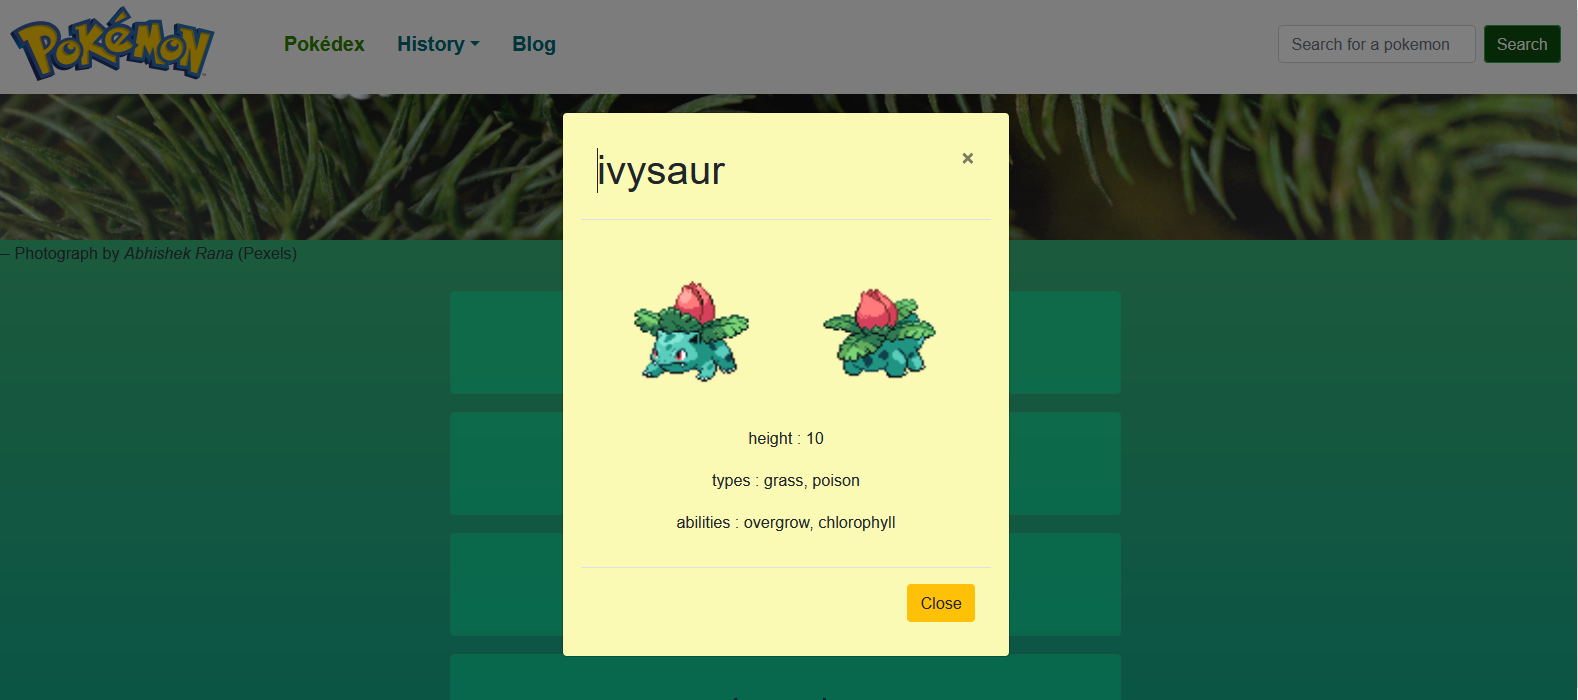 POKéMON
Pokédex History Blog Search for a pokemon Search
ivysaur ×
— Photograph by Abhishek Rana (Pexels)
height : 10
types : grass, poison
abilities : overgrow, chlorophyll
Close